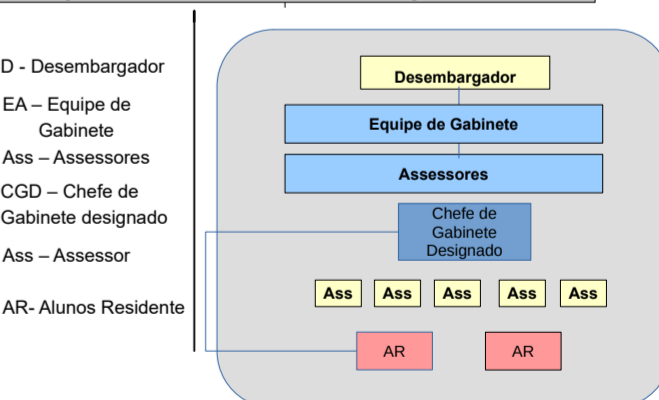 D - Desembargador
EA – Equipe de
Gabinete
Ass – Assessores
CGD – Chefe de
Gabinete designado
Ass – Assessor
AR- Alunos Residente
Desembargador
Equipe de Gabinete
Assessores
Chefe de
Gabinete
Designado
Ass Ass Ass Ass Ass
AR AR